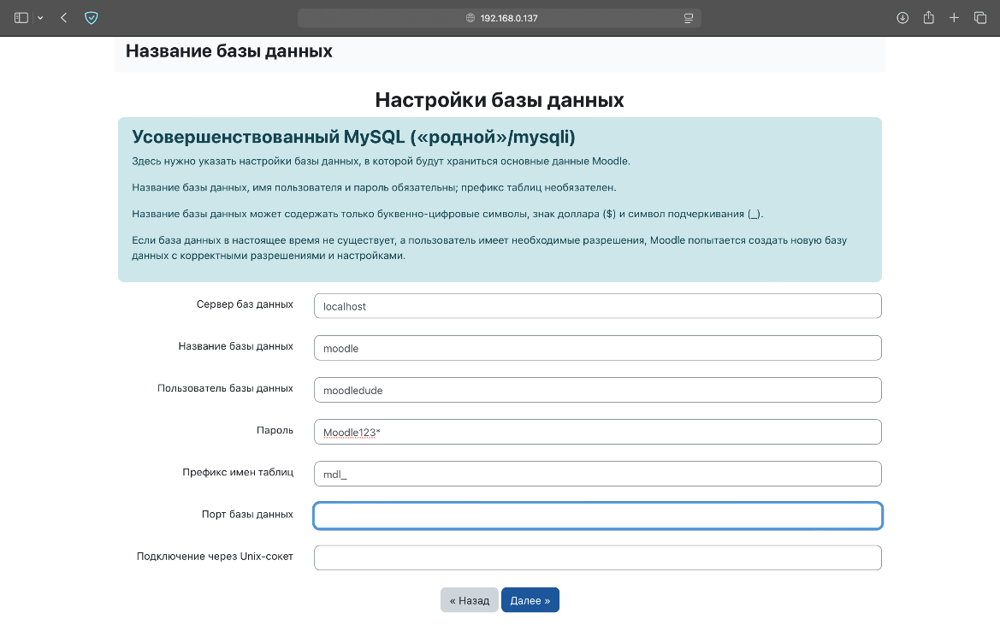 192.168.0.137
Название базы данных
Настройки базы данных
Усовершенствованный MySQL («родной»/mysqli)
Здесь нужно указать настройки базы данных, в которой будут храниться основные данные Moodle.
Название базы данных, имя пользователя и пароль обязательны; префикс таблиц необязателен.
Название базы данных может содержать только буквенно-цифровые символы, знак доллара ($) и символ подчеркивания (_).
Если база данных в настоящее время не существует, а пользователь имеет необходимые разрешения, Moodle попытается создать новую базу
данных с корректными разрешениями и настройками.
Сервер баз данных localhost
Название базы данных moodle
Пользователь базы данных moodledude
Пароль Moodle123*
Префикс имен таблиц mdl_
Порт базы данных
Подключение через Unix-сокет
« Назад Далее »